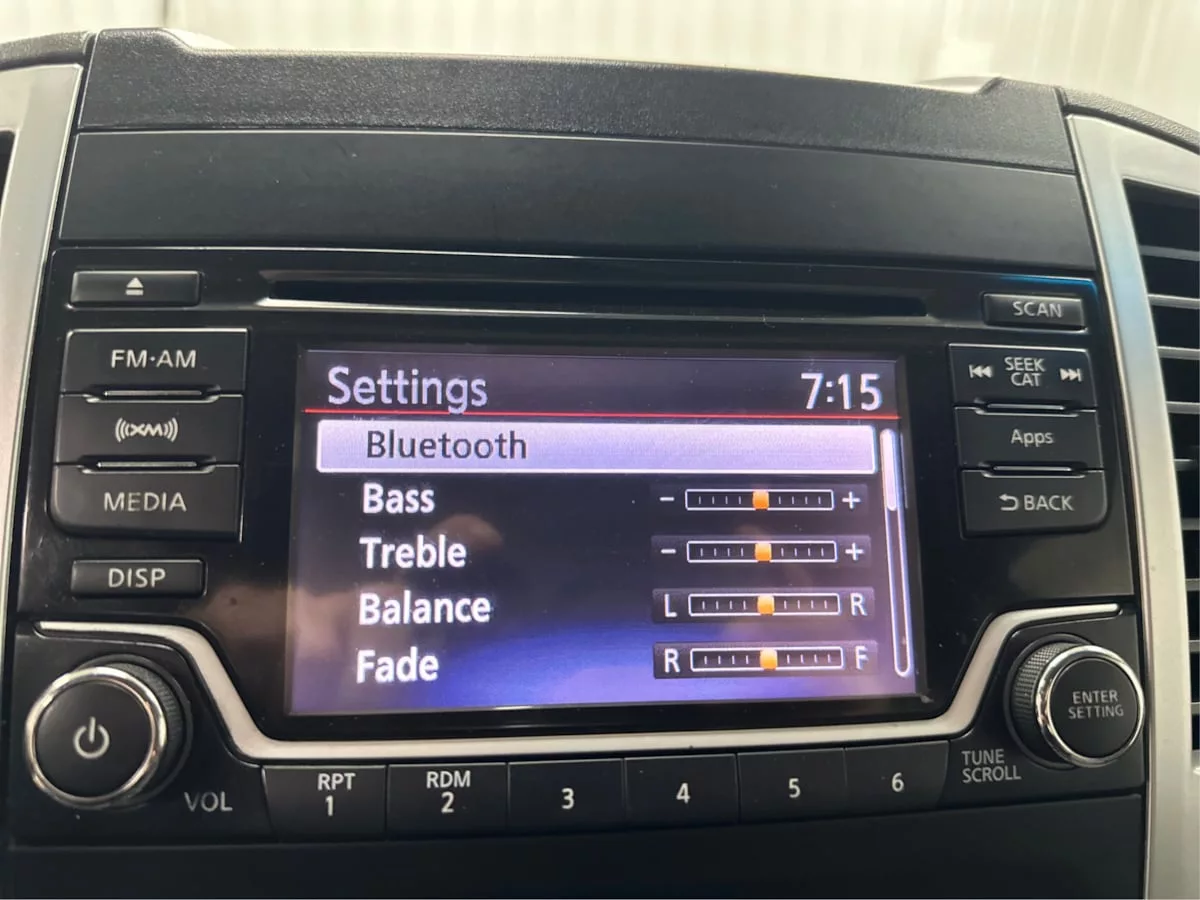 SCAN
FM·AM
SEEK
CAT
Settings 7:15
XM
Apps
Bluetooth
MEDIA
BACK
Bass - +
Treble - +
DISP
Balance L R
Fade R F
ENTER
SETTING
VOL
TUNE
SCROLL
RPT
1
RDM
2
3
4
5
6